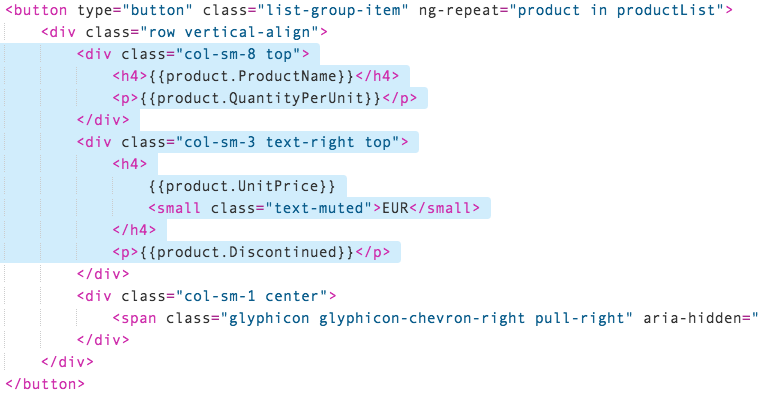 <button type="button" class="list-group-item" ng-repeat="product in productList">
<div class="row vertical-align">
<div class="col-sm-8 top">
<h4>{{product.ProductName}}</h4>
<p>{{product.QuantityPerUnit}}</p>
</div>
<div class="col-sm-3 text-right top">
<h4>
{{product.UnitPrice}}
<small class="text-muted">EUR</small>
</h4>
<p>{{product.Discontinued}}</p>
</div>
<div class="col-sm-1 center">
<span class="glyphicon glyphicon-chevron-right pull-right" aria-hidden="
</div>
</div>
</button>